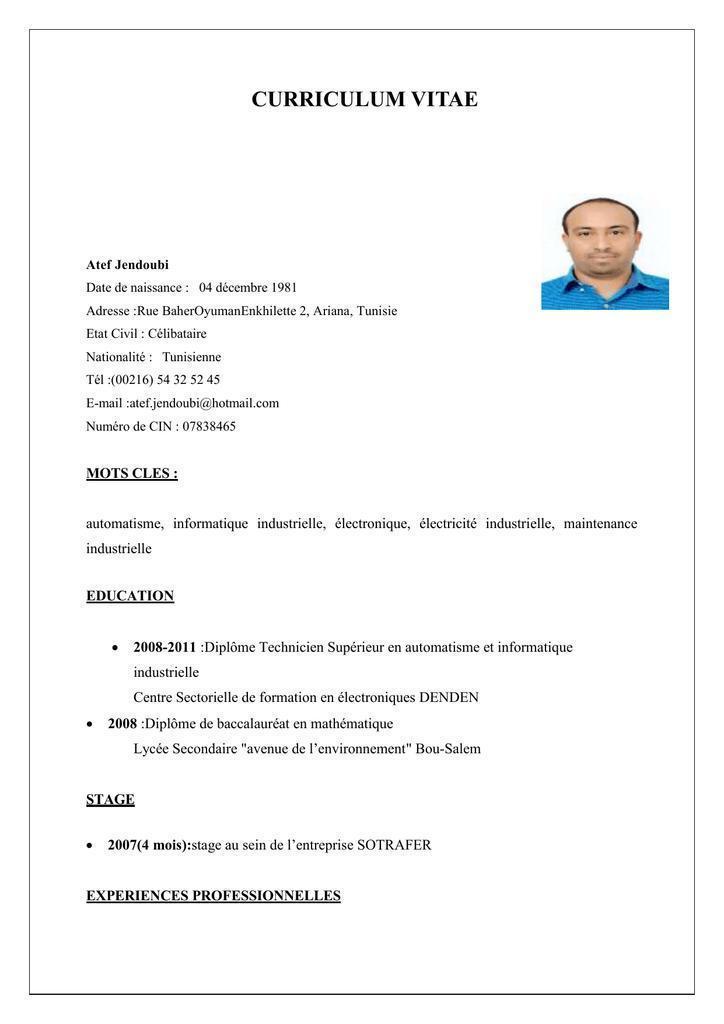 CURRICULUM VITAE
Atef Jendoubi
Date de naissance :   04 décembre 1981
Adresse :Rue BaherOyumanEnkhilette 2, Ariana, Tunisie
Etat Civil : Célibataire
Nationalité :   Tunisienne
Tél :(00216) 54 32 52 45
E-mail :atef.jendoubi@hotmail.com
Numéro de CIN : 07838465
MOTS CLES :
automatisme, informatique industrielle, électronique, électricité industrielle, maintenance
industrielle
EDUCATION
• 2008-2011 :Diplôme Technicien Supérieur en automatisme et informatique
industrielle
Centre Sectorielle de formation en électroniques DENDEN
• 2008 :Diplôme de baccalauréat en mathématique
Lycée Secondaire "avenue de l’environnement" Bou-Salem
STAGE
• 2007(4 mois):stage au sein de l’entreprise SOTRAFER
EXPERIENCES PROFESSIONNELLES